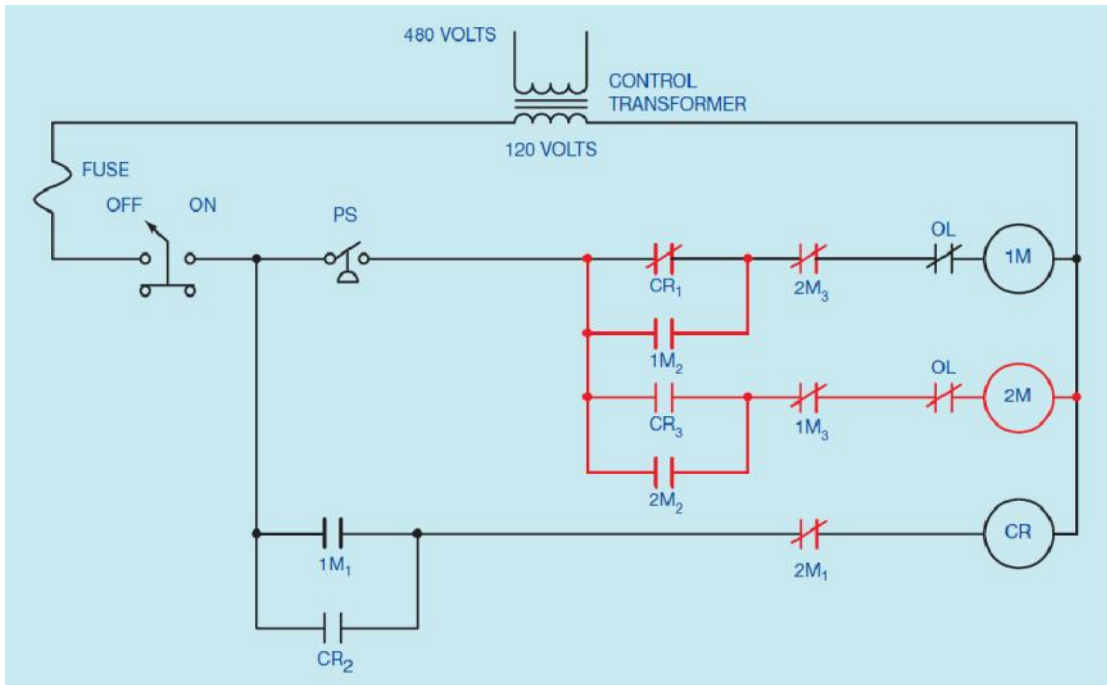 480 VOLTS
CONTROL
TRANSFORMER
120 VOLTS
FUSE
OFF
ON
PS
CR₁
2M₃
OL
1M
1M₂
CR₃
1M₃
OL
2M
2M₂
1M₁
2M₁
CR
CR₂